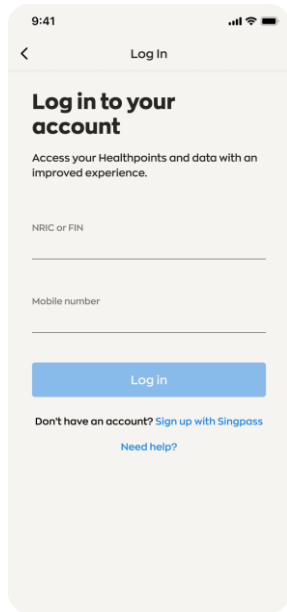 9:41
Log In
Log in to your
account
Access your Healthpoints and data with an
improved experience.
NRIC or FIN
Mobile number
Log in
Don't have an account? Sign up with Singpass
Need help?